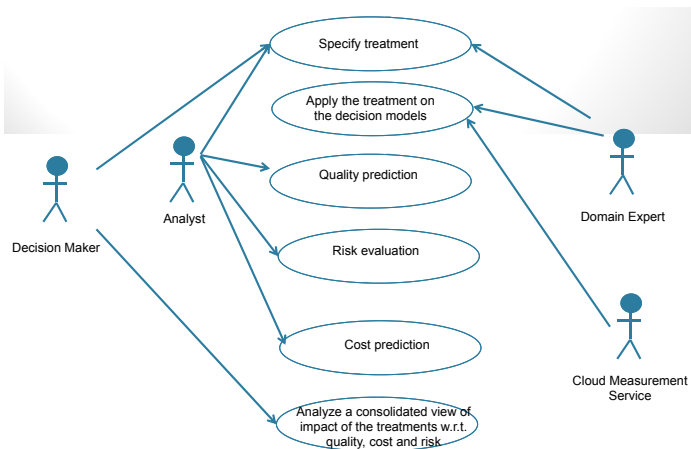 Specify treatment
Apply the treatment on
the decision models
Quality prediction
Analyst
Decision Maker
Domain Expert
Risk evaluation
Cost prediction
Cloud Measurement
Service
Analyze a consolidated view of
impact of the treatments w.r.t.
quality, cost and risk